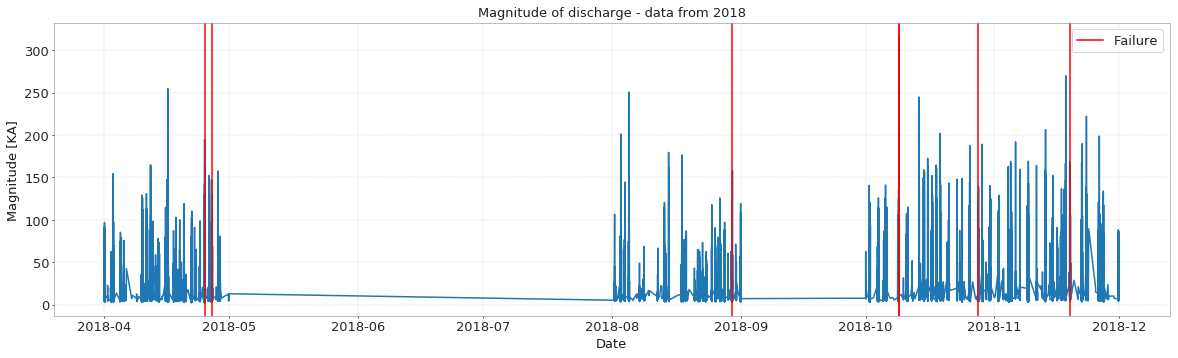 Magnitude of discharge - data from 2018
Failure
Magnitude [KA]
300
250
200
150
100
50
0
2018-04 2018-05 2018-06 2018-07 2018-08 2018-09 2018-10 2018-11 2018-12
Date